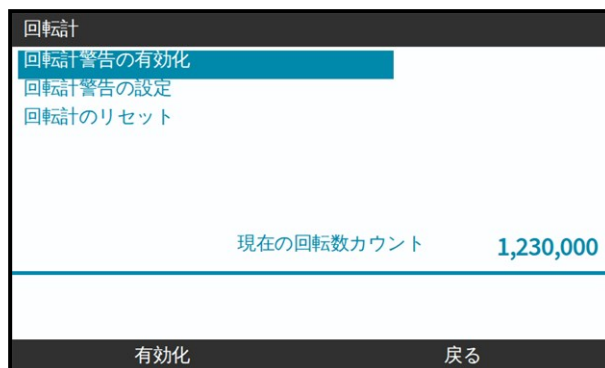 回転計
回転計警告の有効化
回転計警告の設定
回転計のリセット
現在の回転数カウント 1,230,000
有効化 戻る